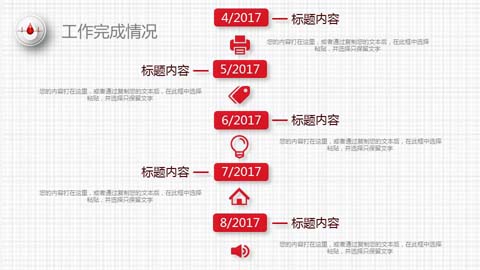 工作完成情况
4/2017
标题内容
您的内容打在这里，或者通过复制您的文本后，在此框中选择
粘贴，并选择只保留文字
5/2017
标题内容
您的内容打在这里，或者通过复制您的文本后，在此框中选择
粘贴，并选择只保留文字
6/2017
标题内容
您的内容打在这里，或者通过复制您的文本后，在此框中选择
粘贴，并选择只保留文字
7/2017
标题内容
您的内容打在这里，或者通过复制您的文本后，在此框中选择
粘贴，并选择只保留文字
8/2017
标题内容
您的内容打在这里，或者通过复制您的文本后，在此框中选择
粘贴，并选择只保留文字